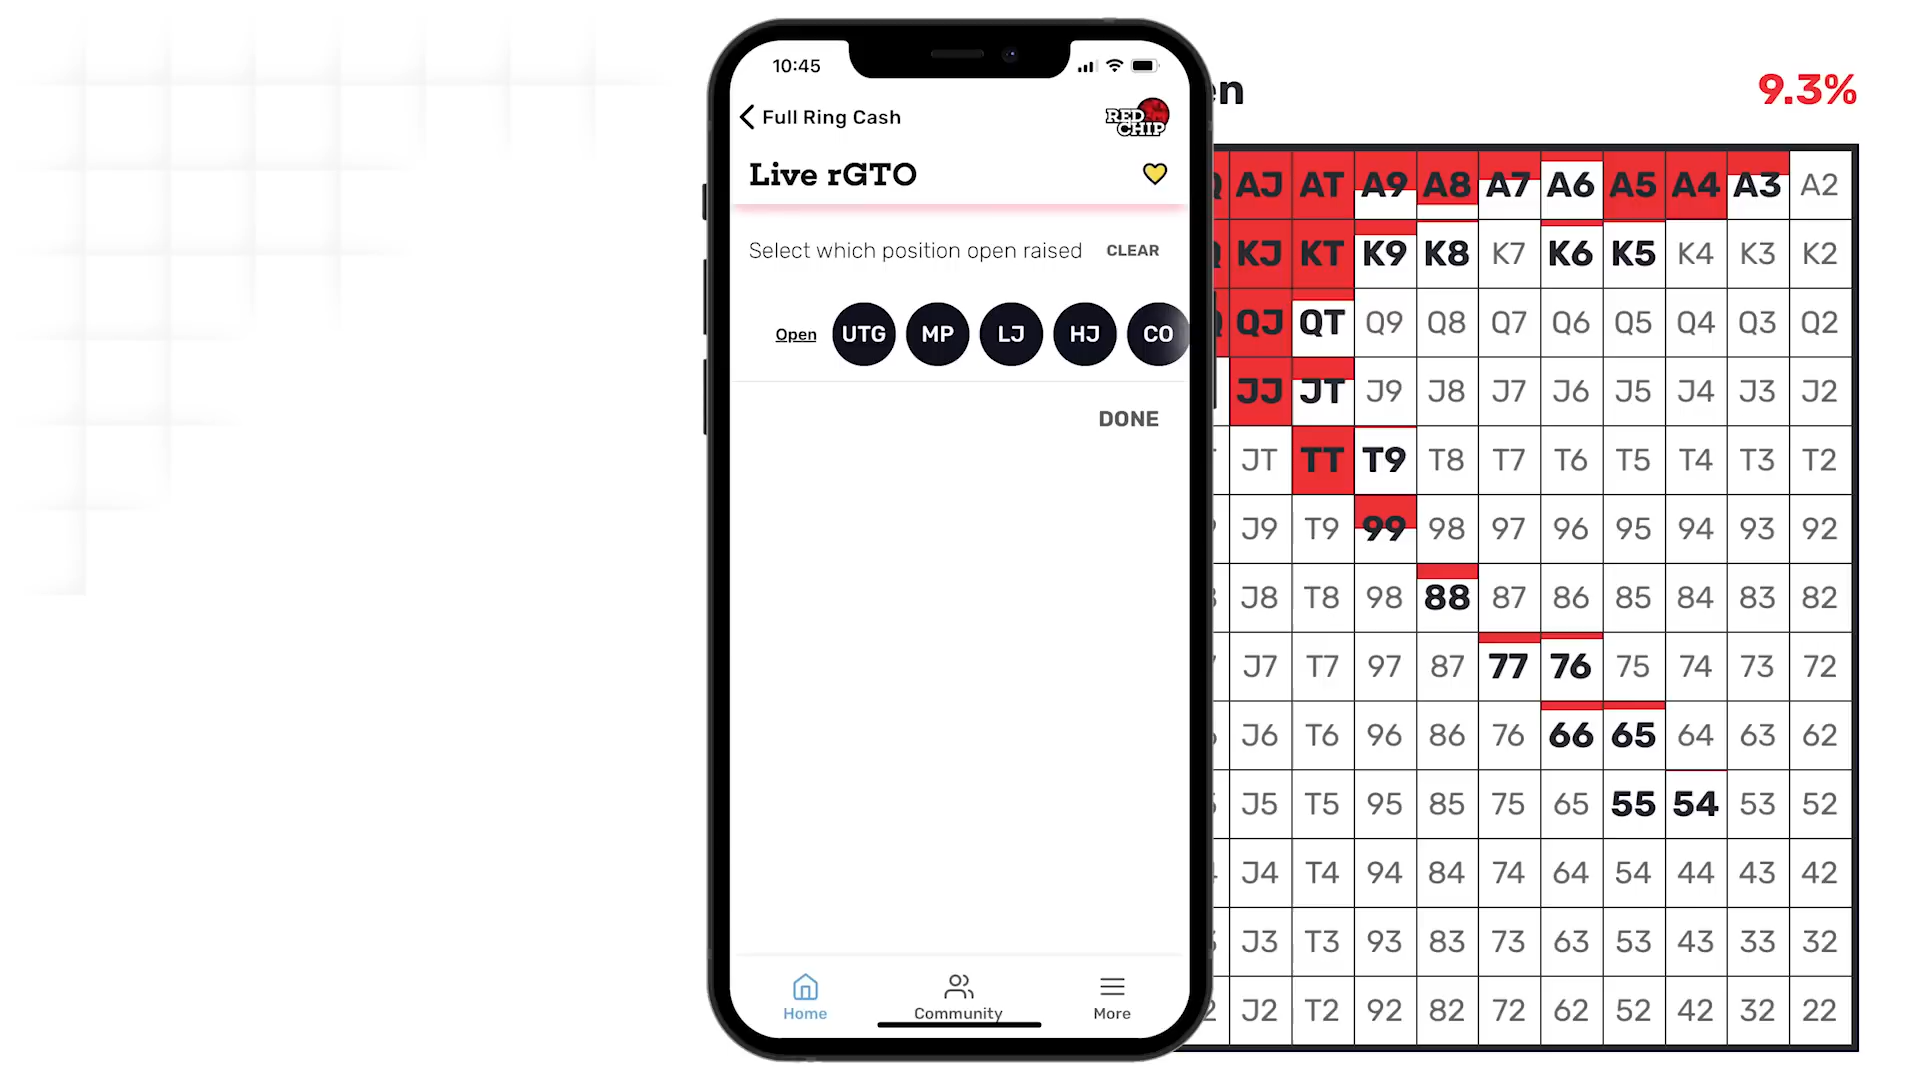 10:45
Full Ring Cash
RED CHIP
Live rGTO
Select which position open raised CLEAR
Open UTG MP LJ HJ CO
DONE
Home Community More
9.3%
AJ AT A9 A8 A7 A6 A5 A4 A3 A2
KJ KT K9 K8 K7 K6 K5 K4 K3 K2
QJ QT Q9 Q8 Q7 Q6 Q5 Q4 Q3 Q2
JJ JT J9 J8 J7 J6 J5 J4 J3 J2
JT TT T9 T8 T7 T6 T5 T4 T3 T2
J9 T9 99 98 97 96 95 94 93 92
J8 T8 98 88 87 86 85 84 83 82
J7 T7 97 87 77 76 75 74 73 72
J6 T6 96 86 76 66 65 64 63 62
J5 T5 95 85 75 65 55 54 53 52
J4 T4 94 84 74 64 54 44 43 42
J3 T3 93 83 73 63 53 43 33 32
J2 T2 92 82 72 62 52 42 32 22